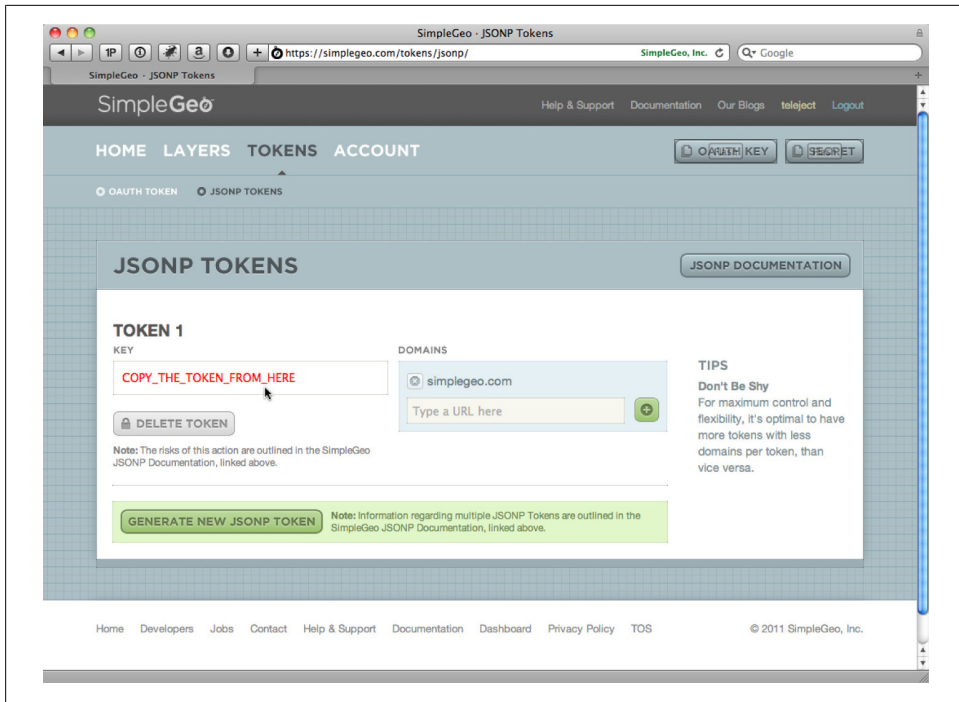 SimpleGeo - JSONP Tokens
1P
a
https://simplegeo.com/tokens/jsonp/
SimpleGeo, Inc.
Google
SimpleGeo - JSONP Tokens
SimpleGeo
Help & Support Documentation Our Blogs teleject Logout
HOME LAYERS TOKENS ACCOUNT
OAUTH KEY
SECRET
OAUTH TOKEN JSONP TOKENS
JSONP TOKENS
JSONP DOCUMENTATION
TOKEN 1
KEY
COPY_THE_TOKEN_FROM_HERE
DELETE TOKEN
Note: The risks of this action are outlined in the SimpleGeo
JSONP Documentation, linked above.
DOMAINS
simplegeo.com
Type a URL here
TIPS
Don't Be Shy
For maximum control and
flexibility, it's optimal to have
more tokens with less
domains per token, than
vice versa.
GENERATE NEW JSONP TOKEN
Note: Information regarding multiple JSONP Tokens are outlined in the
SimpleGeo JSONP Documentation, linked above.
Home Developers Jobs Contact Help & Support Documentation Dashboard Privacy Policy TOS
© 2011 SimpleGeo, Inc.